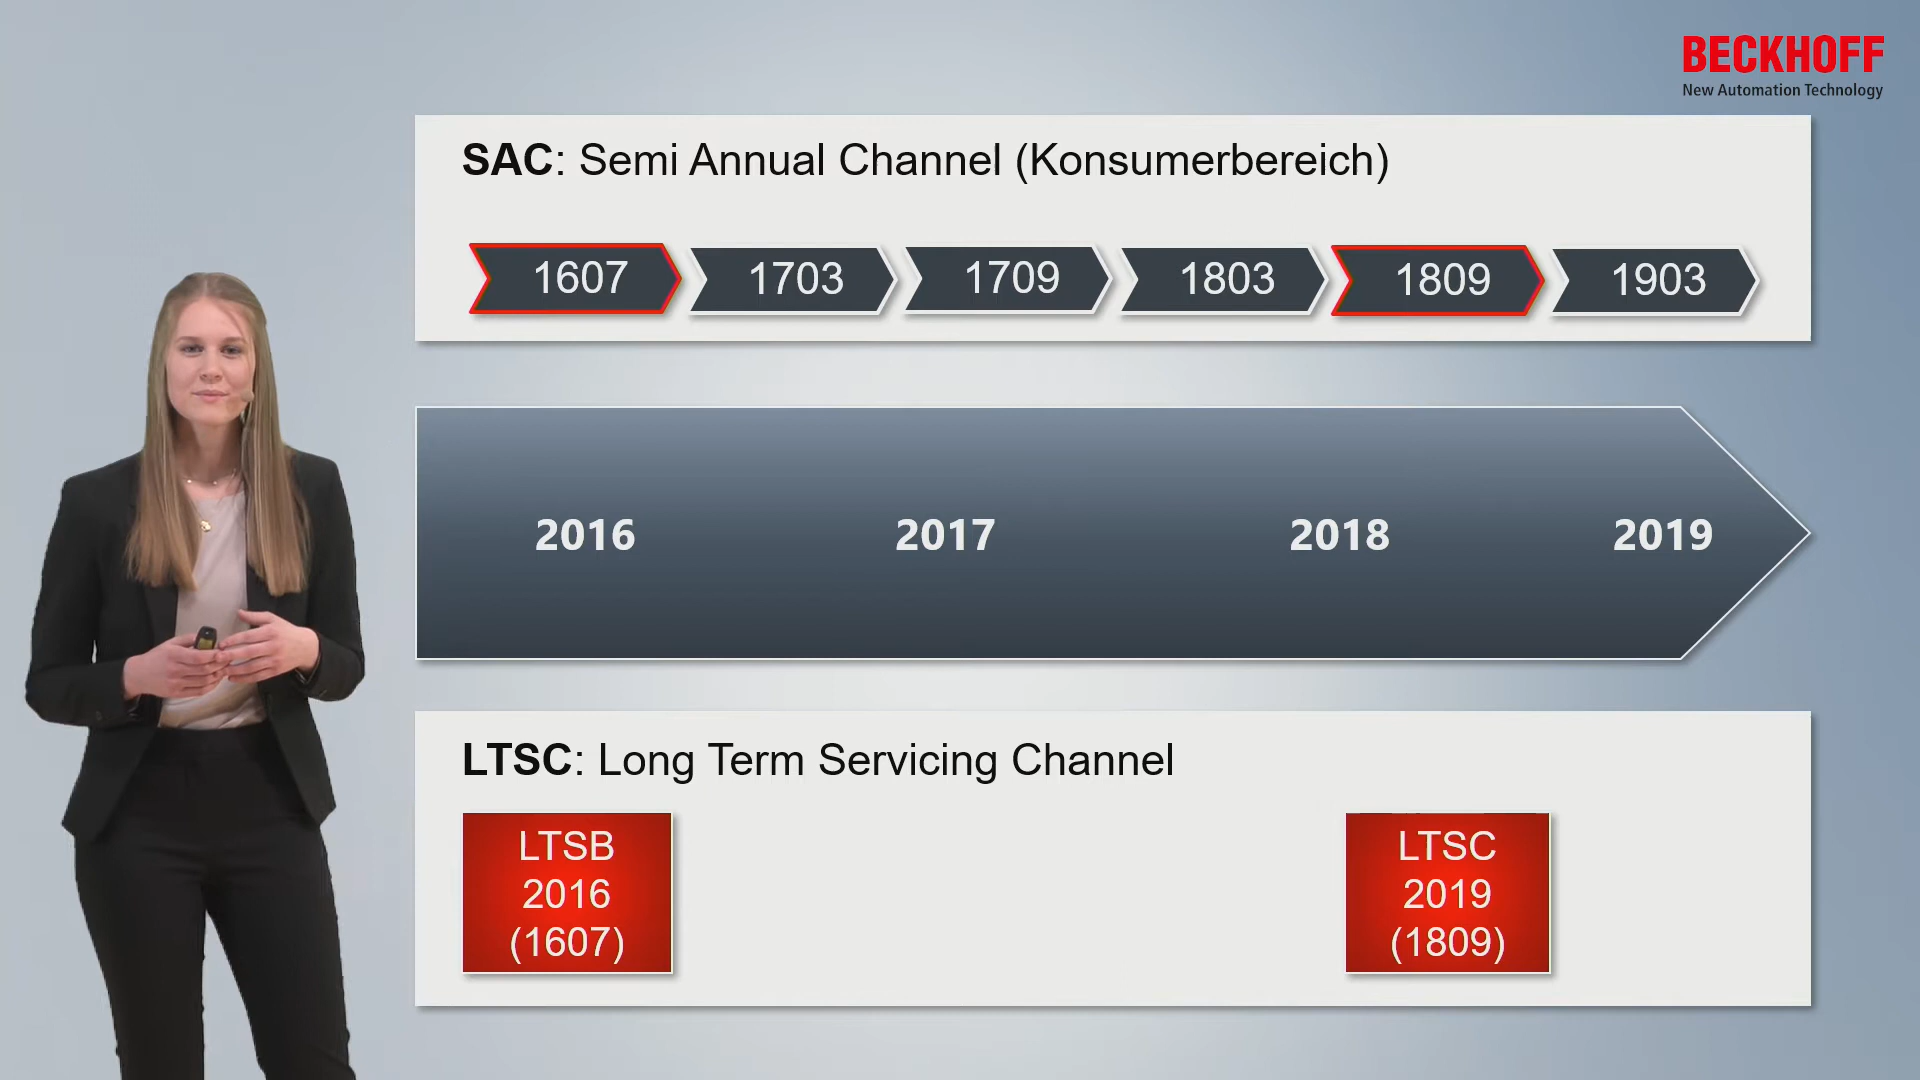 BECKHOFF
New Automation Technology
SAC: Semi Annual Channel (Konsumerbereich)
1607 1703 1709 1803 1809 1903
2016 2017 2018 2019
LTSC: Long Term Servicing Channel
LTSB
2016
(1607)
LTSC
2019
(1809)